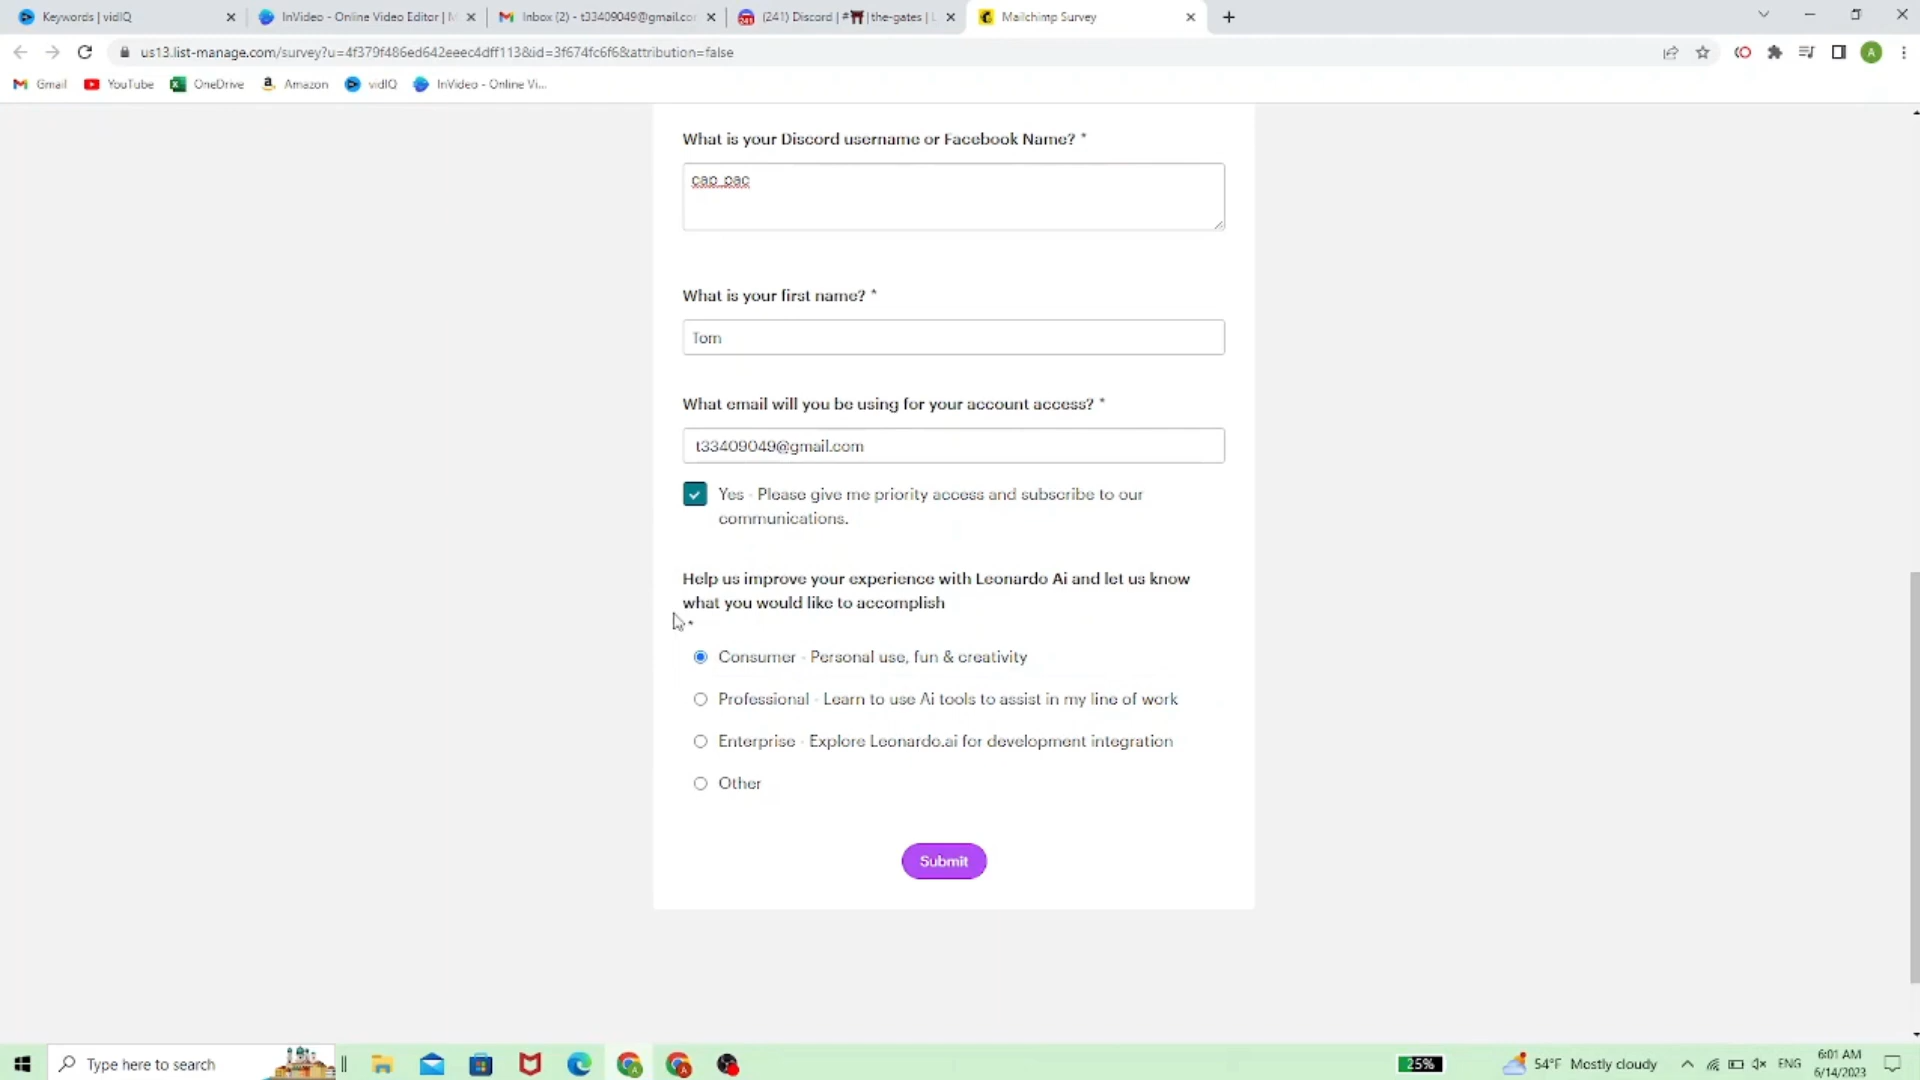 Keywords | vidIQ
InVideo - Online Video Editor | M
Inbox (2) - t33409049@gmail.co
(241) Discord | #⛩️|the-gates | L
Mailchimp Survey
us13.list-manage.com/survey?u=4f379f486ed642eeec4dff113&id=3f674fc6f6&attribution=false
A
Gmail
YouTube
OneDrive
Amazon
vidIQ
InVideo - Online Vi...
What is your Discord username or Facebook Name? *
cap_pac
What is your first name? *
Tom
What email will you be using for your account access? *
t33409049@gmail.com
Yes - Please give me priority access and subscribe to our
communications.
Help us improve your experience with Leonardo Ai and let us know
what you would like to accomplish
*
Consumer - Personal use, fun & creativity
Professional - Learn to use Ai tools to assist in my line of work
Enterprise - Explore Leonardo.ai for development integration
Other
Submit
Type here to search
25%
54°F Mostly cloudy
ENG
6:01 AM
6/14/2023